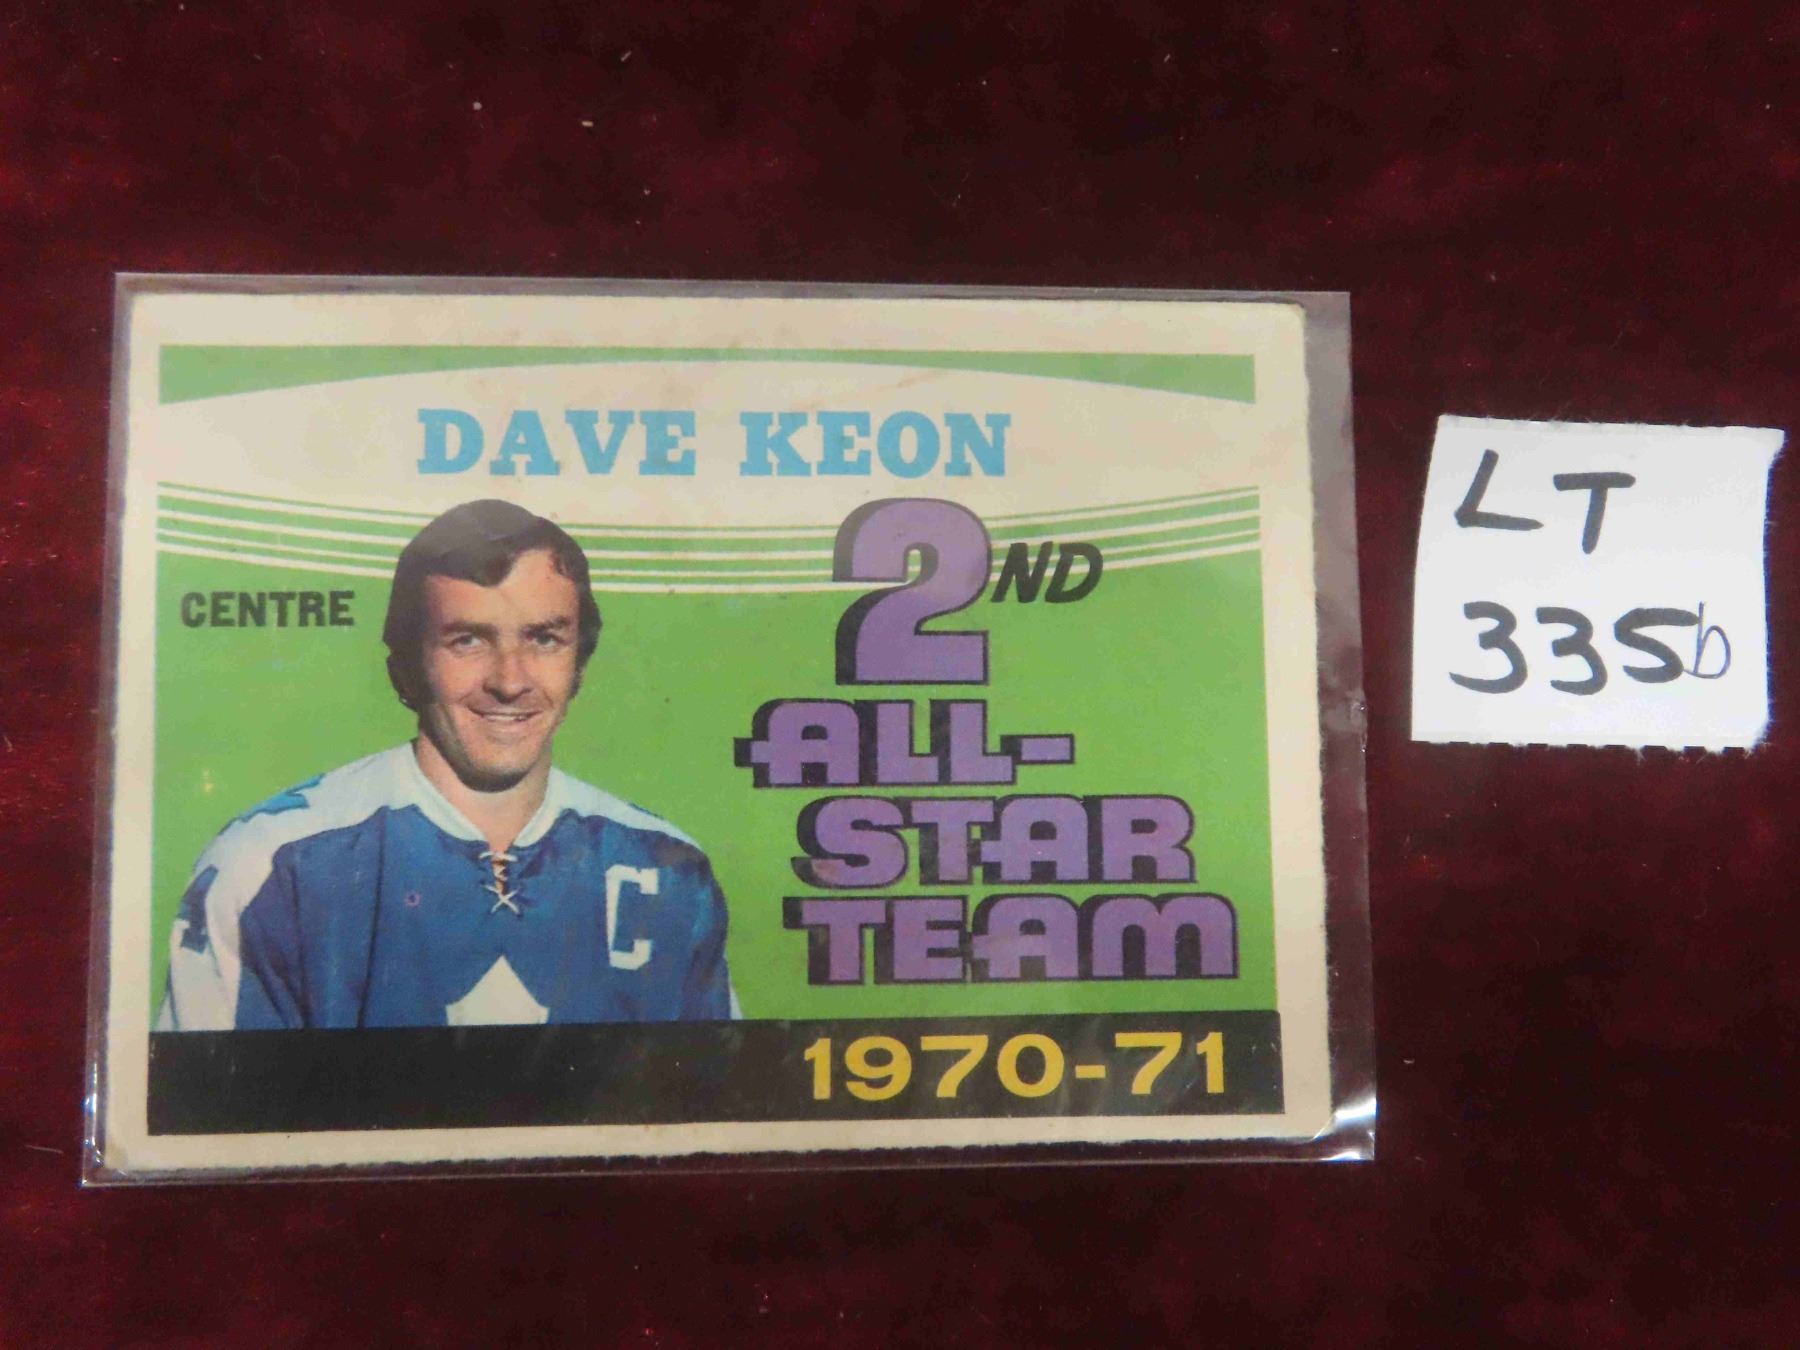 DAVE KEON
CENTRE
2ND
ALL-
STAR
TEAM
C
1970-71
LT
335b